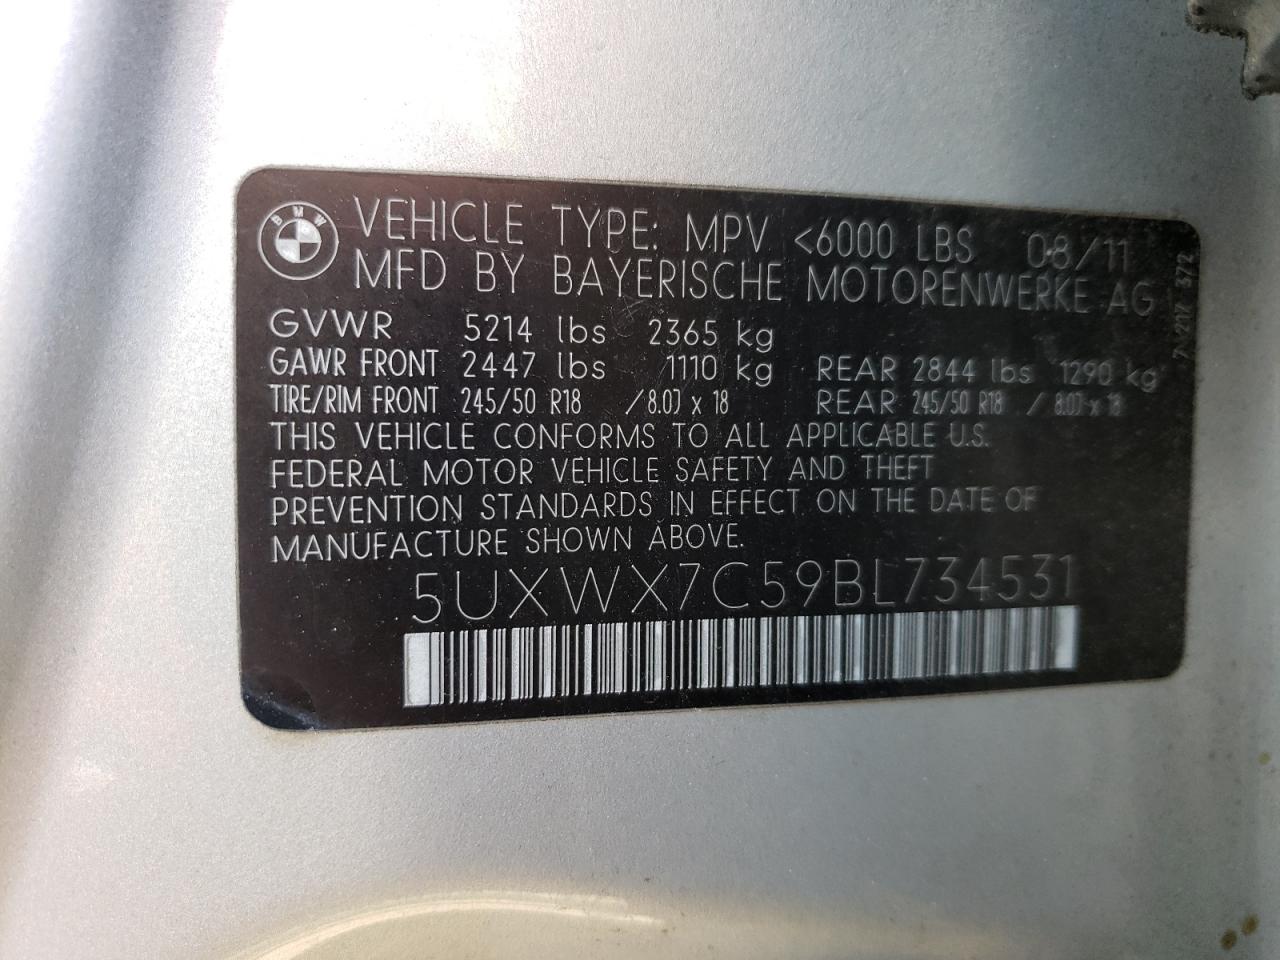 BMW
VEHICLE TYPE: MPV <6000 LBS 08/11
MFD BY BAYERISCHE MOTORENWERKE AG
GVWR 5214 lbs 2365 kg
GAWR FRONT 2447 lbs 1110 kg REAR 2844 lbs 1290 kg
TIRE/RIM FRONT 245/50 R18 /8.0J x 18 REAR 245/50 R18 / 8.0J x 18
THIS VEHICLE CONFORMS TO ALL APPLICABLE U.S.
FEDERAL MOTOR VEHICLE SAFETY AND THEFT
PREVENTION STANDARDS IN EFFECT ON THE DATE OF
MANUFACTURE SHOWN ABOVE.
5UXWX7C59BL734531